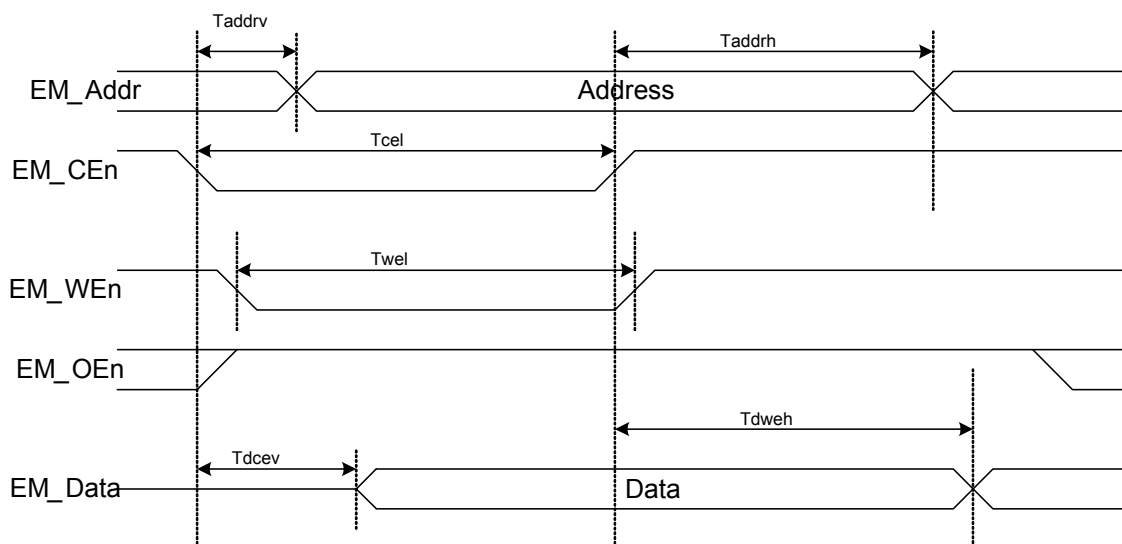 Taddrv
Taddrh
EM_Addr
Address
Tcel
EM_CEn
Twel
EM_WEn
EM_OEn
Tdweh
Tdcev
EM_Data
Data